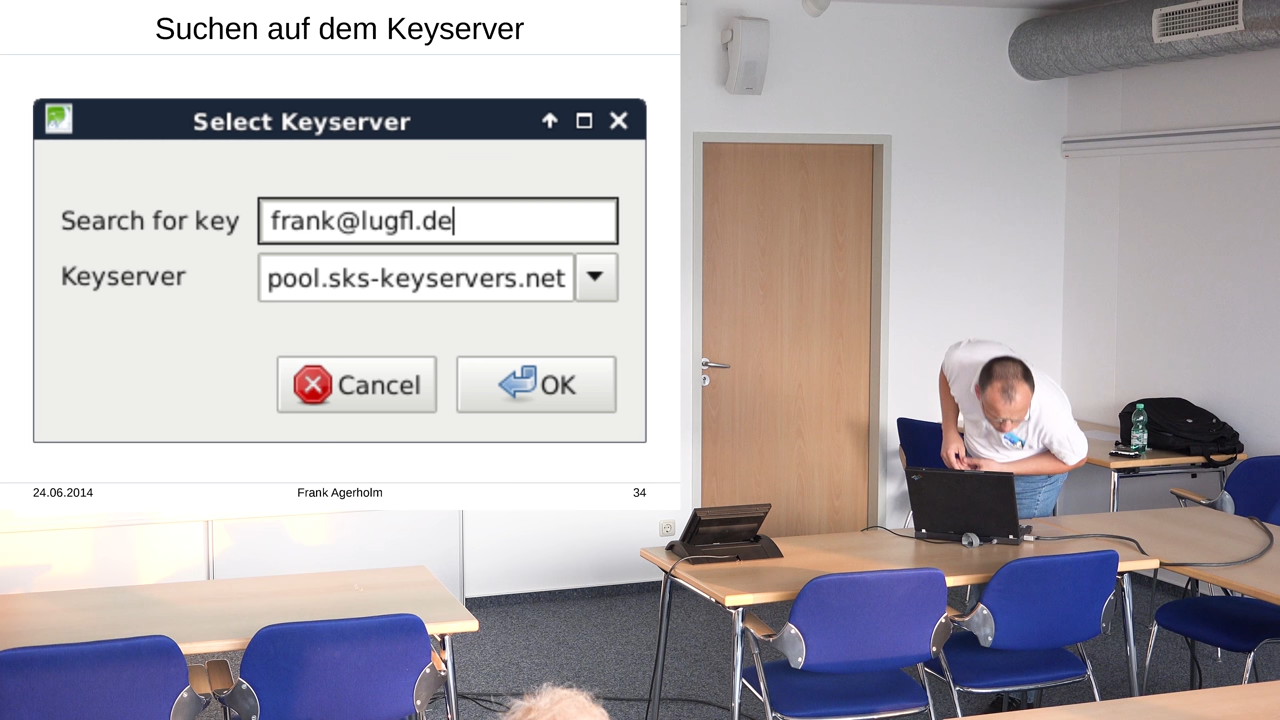 Suchen auf dem Keyserver
Select Keyserver
Search for key frank@lugfl.de
Keyserver pool.sks-keyservers.net
Cancel OK
24.06.2014 Frank Agerholm 34